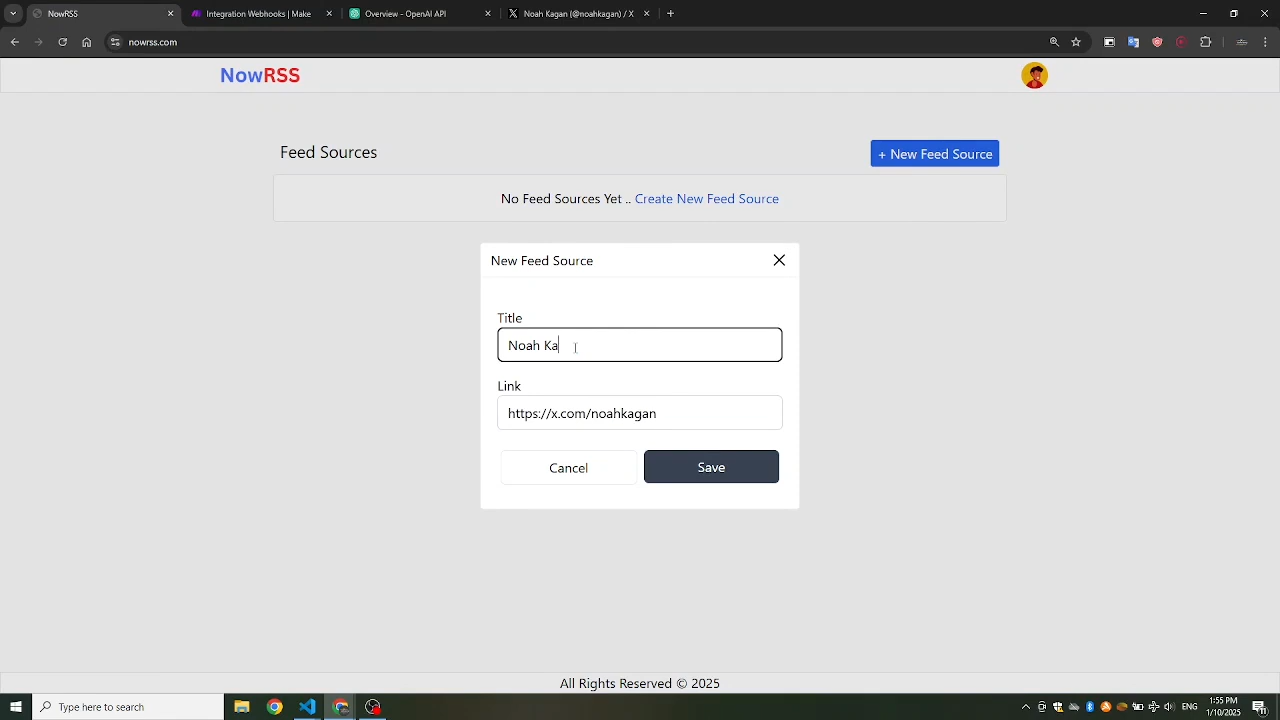 NowRSS
Integration Webhooks | Make
Overview - OpenAI API
Noah Kagan (@noahkagan) / X
nowrss.com
NowRSS
Feed Sources
+ New Feed Source
No Feed Sources Yet .. Create New Feed Source
New Feed Source
Title
Noah Ka
Link
https://x.com/noahkagan
Cancel
Save
All Rights Reserved © 2025
Type here to search
ENG
1:55 PM
1/10/2025